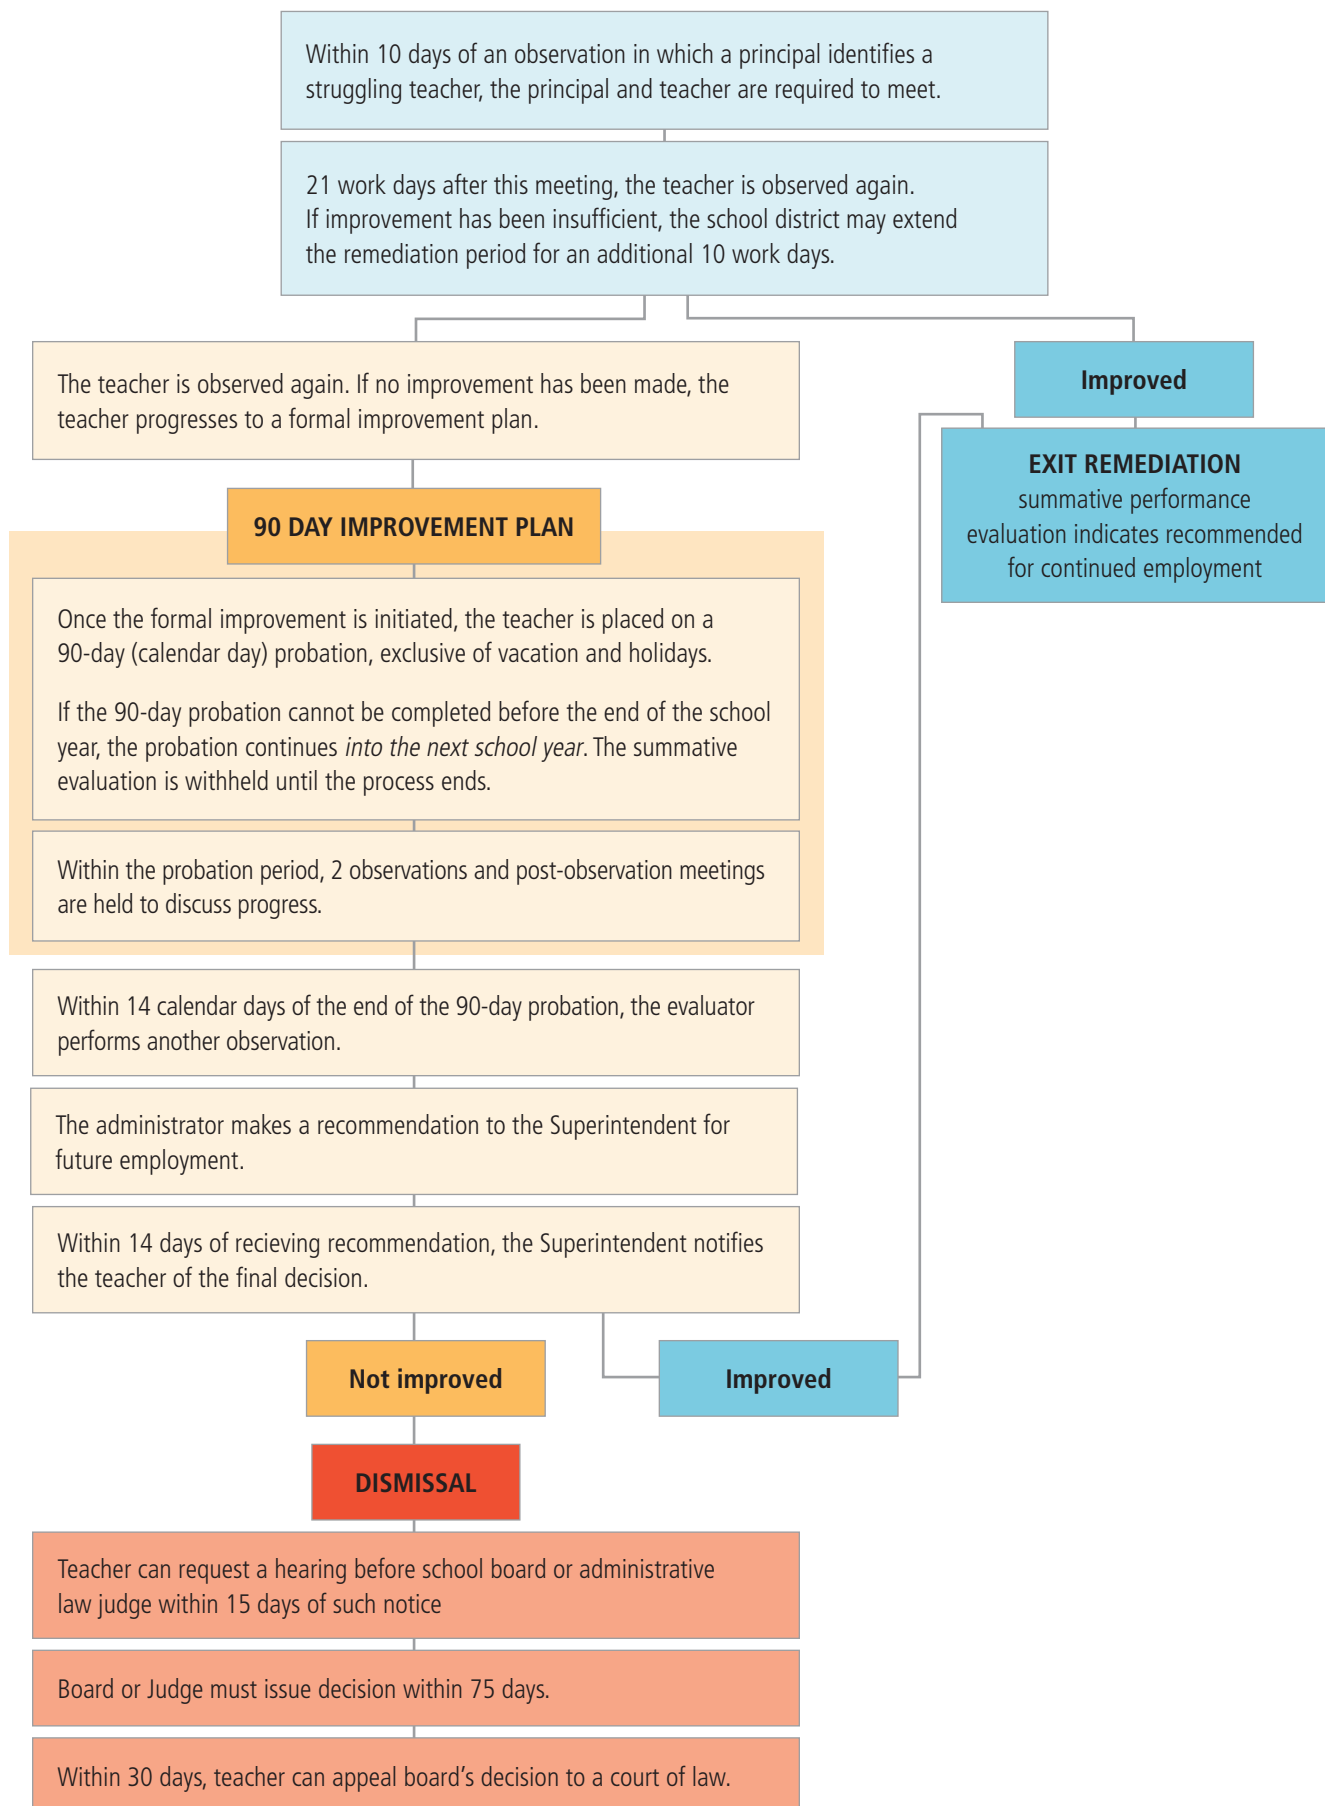 Within 10 days of an observation in which a principal identifies a
struggling teacher, the principal and teacher are required to meet.
21 work days after this meeting, the teacher is observed again.
If improvement has been insufficient, the school district may extend
the remediation period for an additional 10 work days.
The teacher is observed again. If no improvement has been made, the
teacher progresses to a formal improvement plan.
Improved
EXIT REMEDIATION
summative performance
evaluation indicates recommended
for continued employment
90 DAY IMPROVEMENT PLAN
Once the formal improvement is initiated, the teacher is placed on a
90-day (calendar day) probation, exclusive of vacation and holidays.
If the 90-day probation cannot be completed before the end of the school
year, the probation continues into the next school year. The summative
evaluation is withheld until the process ends.
Within the probation period, 2 observations and post-observation meetings
are held to discuss progress.
Within 14 calendar days of the end of the 90-day probation, the evaluator
performs another observation.
The administrator makes a recommendation to the Superintendent for
future employment.
Within 14 days of recieving recommendation, the Superintendent notifies
the teacher of the final decision.
Not improved
Improved
DISMISSAL
Teacher can request a hearing before school board or administrative
law judge within 15 days of such notice
Board or Judge must issue decision within 75 days.
Within 30 days, teacher can appeal board's decision to a court of law.